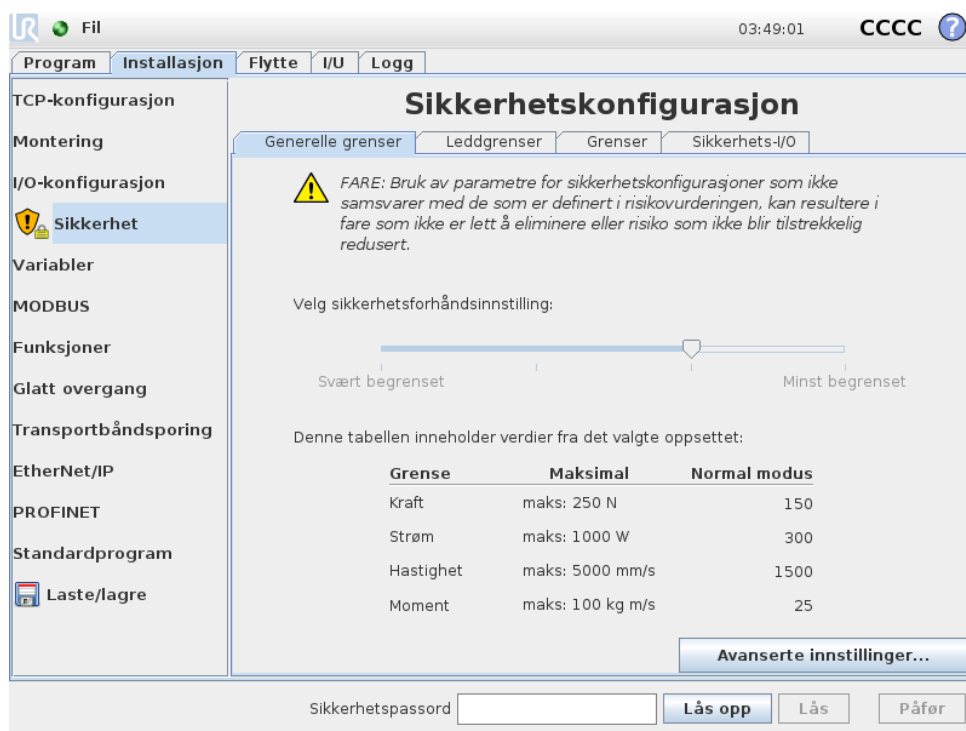 UR Fil 03:49:01 CCCC ?
Program Installasjon Flytte I/U Logg
TCP-konfigurasjon
Montering
I/O-konfigurasjon
Sikkerhet
Variabler
MODBUS
Funksjoner
Glatt overgang
Transportbåndsporing
EtherNet/IP
PROFINET
Standardprogram
Laste/lagre
Sikkerhetskonfigurasjon
Generelle grenser Leddgrenser Grenser Sikkerhets-I/O
FARE: Bruk av parametre for sikkerhetskonfigurasjoner som ikke
samsvarer med de som er definert i risikovurderingen, kan resultere i
fare som ikke er lett å eliminere eller risiko som ikke blir tilstrekkelig
redusert.
Velg sikkerhetsforhåndsinnstilling:
Svært begrenset Minst begrenset
Denne tabellen inneholder verdier fra det valgte oppsettet:
Grense Maksimal Normal modus
Kraft maks: 250 N 150
Strøm maks: 1000 W 300
Hastighet maks: 5000 mm/s 1500
Moment maks: 100 kg m/s 25
Avanserte innstillinger...
Sikkerhetspassord Lås opp Lås Påfør